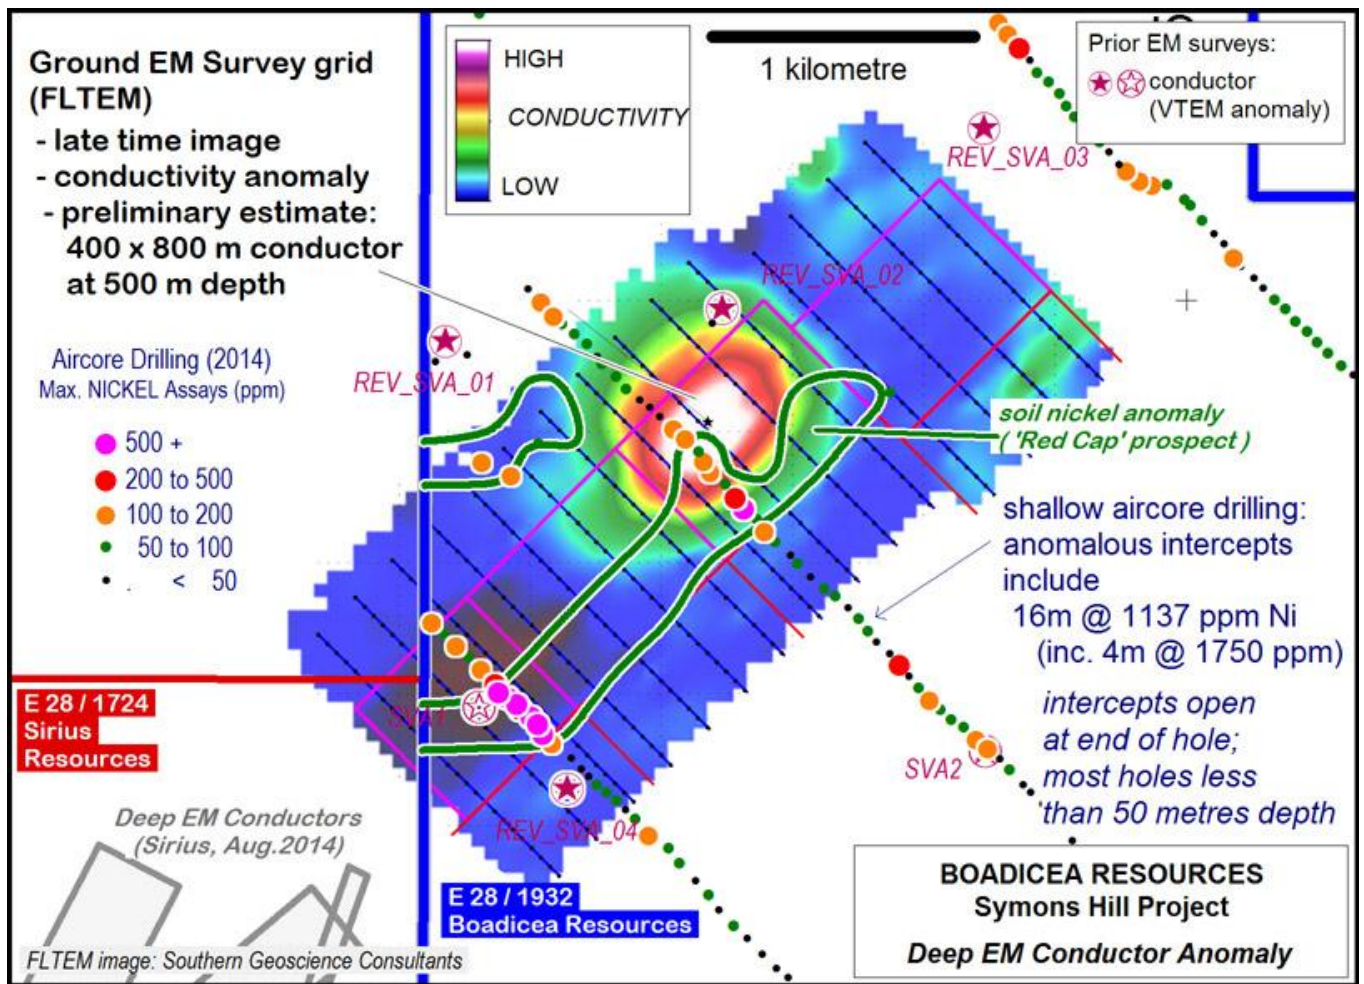 Ground EM Survey grid
(FLTEM)
- late time image
- conductivity anomaly
- preliminary estimate:
400 x 800 m conductor
at 500 m depth
Aircore Drilling (2014)
Max. NICKEL Assays (ppm)
500 +
200 to 500
100 to 200
50 to 100
< 50
HIGH
CONDUCTIVITY
LOW
1 kilometre
Prior EM surveys:
conductor
(VTEM anomaly)
REV_SVA_03
REV_SVA_02
REV_SVA_01
soil nickel anomaly
( 'Red Cap' prospect )
shallow aircore drilling:
anomalous intercepts
include
16m @ 1137 ppm Ni
(inc. 4m @ 1750 ppm)
intercepts open
at end of hole;
most holes less
than 50 metres depth
SVA1
SVA2
REV_SVA_04
E 28 / 1724
Sirius
Resources
Deep EM Conductors
(Sirius, Aug.2014)
E 28 / 1932
Boadicea Resources
FLTEM image: Southern Geoscience Consultants
BOADICEA RESOURCES
Symons Hill Project
Deep EM Conductor Anomaly